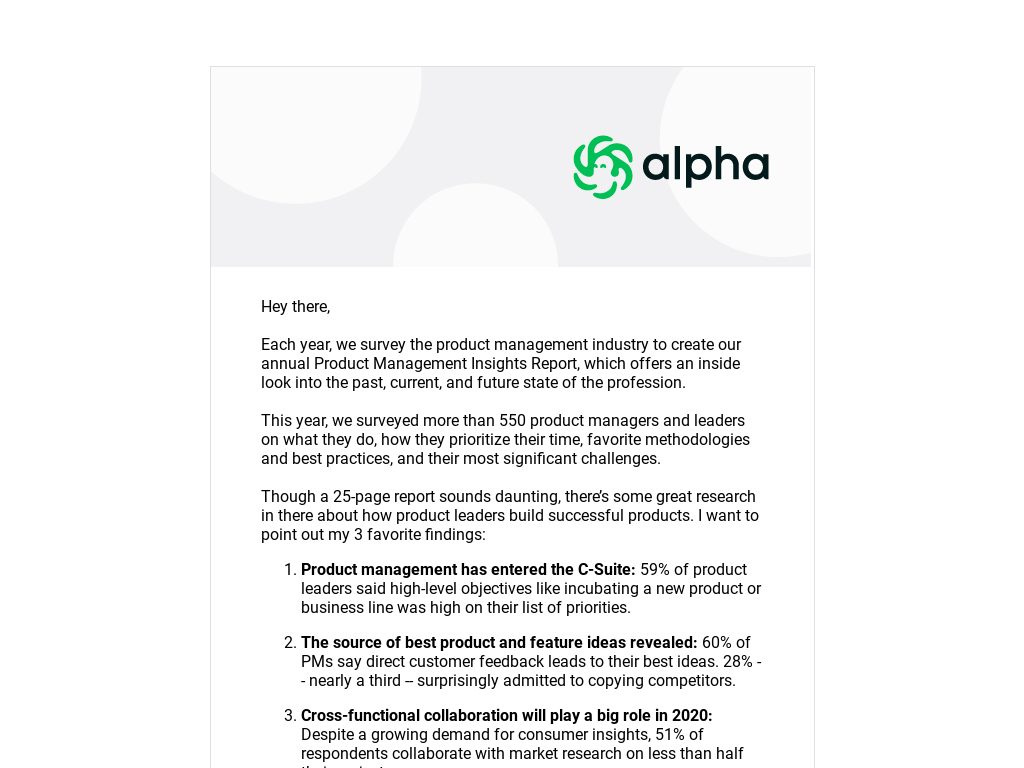 alpha
Hey there,
Each year, we survey the product management industry to create our
annual Product Management Insights Report, which offers an inside
look into the past, current, and future state of the profession.
This year, we surveyed more than 550 product managers and leaders
on what they do, how they prioritize their time, favorite methodologies
and best practices, and their most significant challenges.
Though a 25-page report sounds daunting, there’s some great research
in there about how product leaders build successful products. I want to
point out my 3 favorite findings:
1. Product management has entered the C-Suite: 59% of product
leaders said high-level objectives like incubating a new product or
business line was high on their list of priorities.
2. The source of best product and feature ideas revealed: 60% of
PMs say direct customer feedback leads to their best ideas. 28% -
- nearly a third -- surprisingly admitted to copying competitors.
3. Cross-functional collaboration will play a big role in 2020:
Despite a growing demand for consumer insights, 51% of
respondents collaborate with market research on less than half